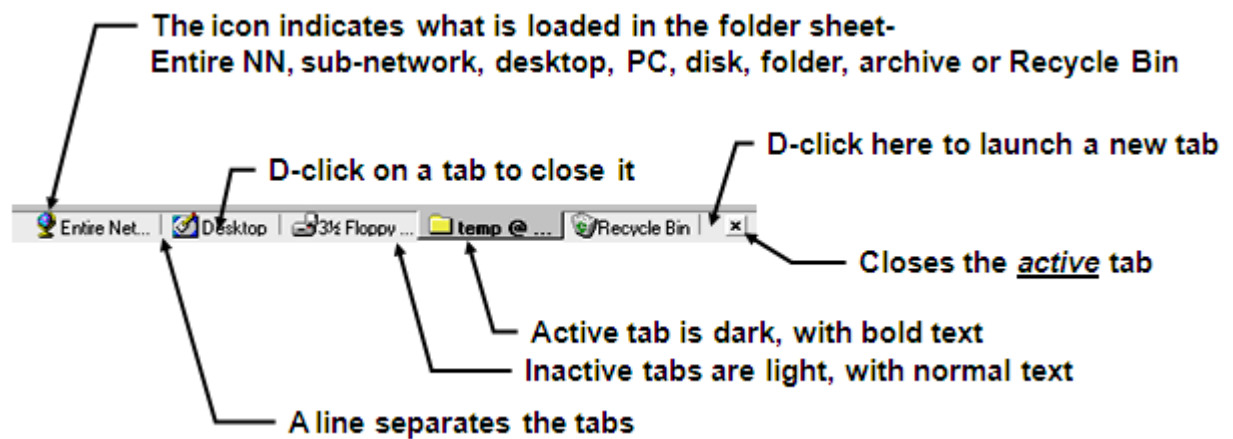 The icon indicates what is loaded in the folder sheet-
Entire NN, sub-network, desktop, PC, disk, folder, archive or Recycle Bin
D-click here to launch a new tab
D-click on a tab to close it
Entire Net... Desktop 3½ Floppy ... temp @ ... Recycle Bin ×
Closes the active tab
Active tab is dark, with bold text
Inactive tabs are light, with normal text
A line separates the tabs